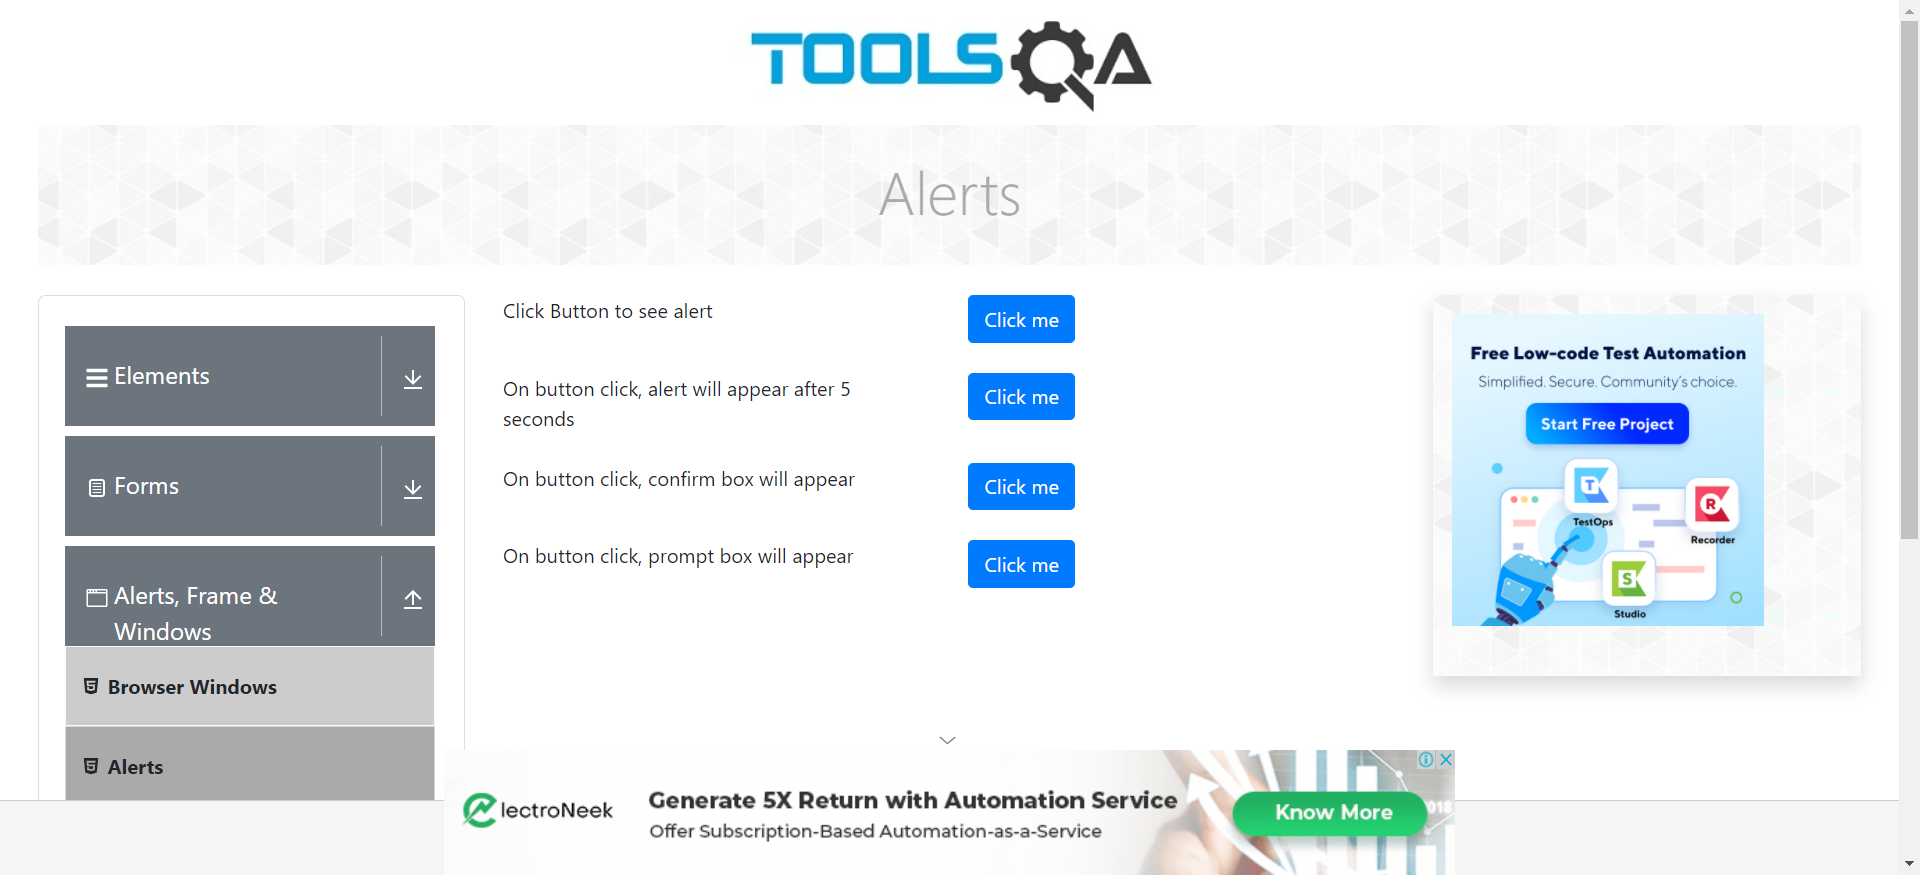 TOOLSQA
Alerts
Elements
Forms
Alerts, Frame &
Windows
Browser Windows
Alerts
Click Button to see alert
Click me
On button click, alert will appear after 5
seconds
Click me
On button click, confirm box will appear
Click me
On button click, prompt box will appear
Click me
Free Low-code Test Automation
Simplified. Secure. Community's choice.
Start Free Project
T
TestOps
R
Recorder
S
Studio
lectroNeek
Generate 5X Return with Automation Service
Offer Subscription-Based Automation-as-a-Service
Know More
2018